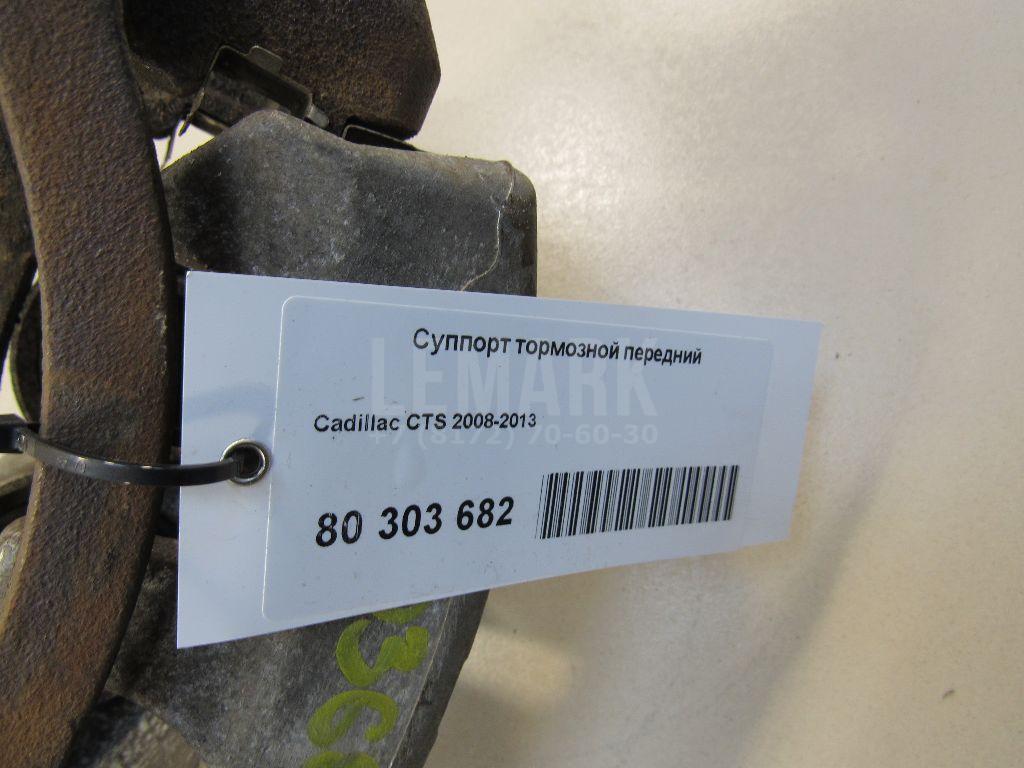 Суппорт тормозной передний
LEMARK
Cadillac CTS 2008-2013
+7 (8172) 70-60-30
80 303 682